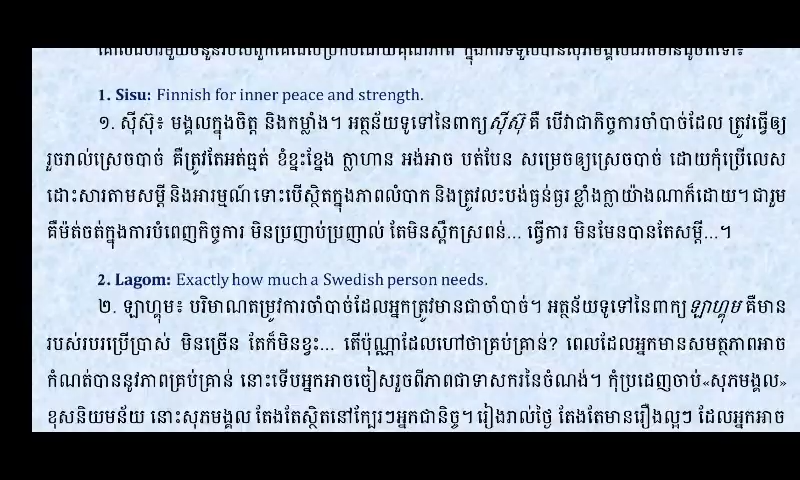 1. Sisu: Finnish for inner peace and strength.
១. ស៊ីស៊ុ៖ មង្គលក្នុងចិត្ត និងកម្លាំង។ អត្ថន័យទូទៅនៃពាក្យស៊ីស៊ុ គឺ បើវាជាកិច្ចការចាំបាច់ដែល ត្រូវធ្វើឲ្យ
រួចរាល់ស្រេចបាច់ គឺត្រូវតែអត់ធ្មត់ ខំខ្នះខ្នែង ក្លាហាន អង់អាច បត់បែន សម្រេចឲ្យស្រេចបាច់ ដោយកុំប្រើលេស
ដោះសារតាមសម្ដី និងអារម្មណ៍ ទោះបើស្ថិតក្នុងភាពលំបាក និងត្រូវលះបង់ធ្ងន់ធ្ងរ ខ្លាំងក្លាយ៉ាងណាក៏ដោយ។ ជារួម
គឺម៉ត់ចត់ក្នុងការបំពេញកិច្ចការ មិនប្រញាប់ប្រញាល់ តែមិនស្ពឹកស្រពន់... ធ្វើការ មិនមែនបានតែសម្ដី...។
2. Lagom: Exactly how much a Swedish person needs.
២. ឡាហ្គុម៖ បរិមាណតម្រូវការចាំបាច់ដែលអ្នកត្រូវមានជាចាំបាច់។ អត្ថន័យទូទៅនៃពាក្យឡាហ្គុម គឺមាន
របស់របរប្រើប្រាស់ មិនច្រើន តែក៏មិនខ្វះ... តើប៉ុណ្ណាដែលហៅថាគ្រប់គ្រាន់? ពេលដែលអ្នកមានសមត្ថភាពអាច
កំណត់បាននូវភាពគ្រប់គ្រាន់ នោះទើបអ្នកអាចជៀសរួចពីភាពជាទាសករនៃចំណង់។ កុំប្រដេញចាប់«សុភមង្គល»
ខុសនិយមន័យ នោះសុភមង្គល តែងតែស្ថិតនៅក្បែរៗអ្នកជានិច្ច។ រៀងរាល់ថ្ងៃ តែងតែមានរឿងល្អៗ ដែលអ្នកអាច